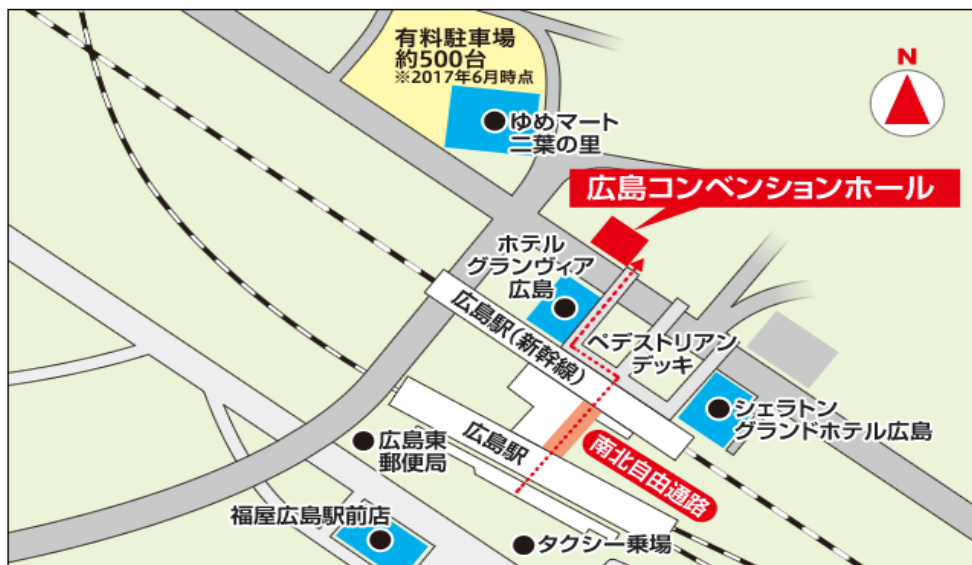 有料駐車場
約500台
※2017年6月時点
N
ゆめマート
二葉の里
広島コンベンションホール
ホテル
グランヴィア
広島
広島駅(新幹線)
ペデストリアン
デッキ
シェラトン
グランドホテル広島
広島駅
広島東
郵便局
南北自由通路
福屋広島駅前店
タクシー乗場